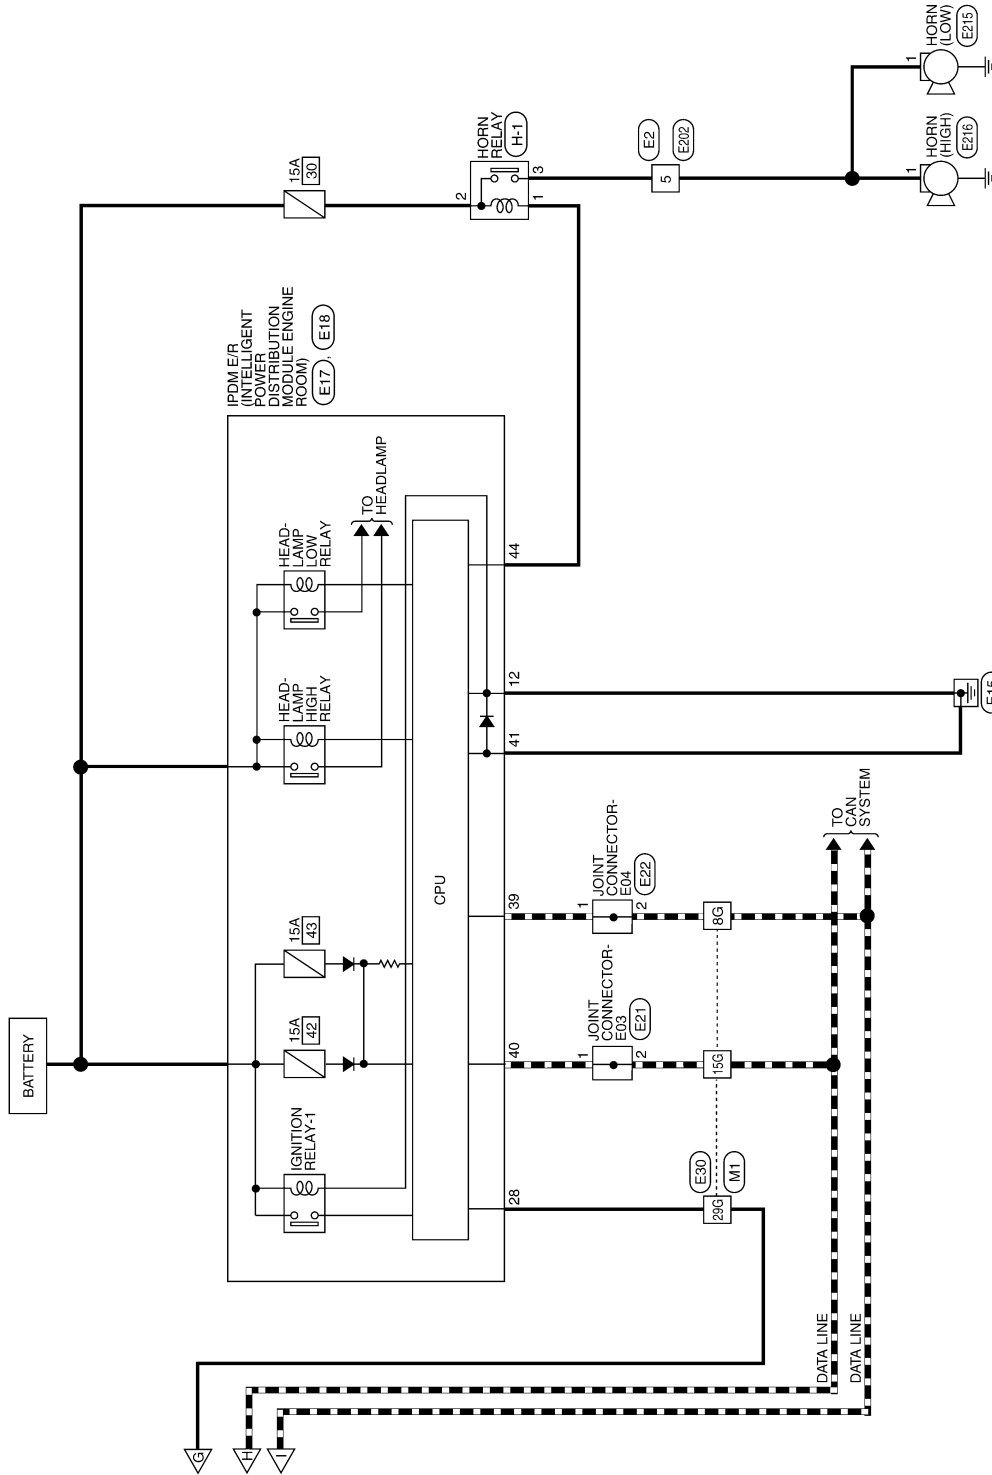 BATTERY
15A
30
HORN
RELAY
H-1
2
3
1
E2
E202
5
HORN
(LOW)
E215
1
HORN
(HIGH)
E216
1
IPDM E/R
(INTELLIGENT
POWER
DISTRIBUTION
MODULE ENGINE
ROOM)
E17 , E18
TO
HEADLAMP
HEAD-
LAMP
LOW
RELAY
HEAD-
LAMP
HIGH
RELAY
15A
43
15A
42
IGNITION
RELAY-1
CPU
44
12
41
39
40
28
E15
JOINT
CONNECTOR-
E04
E22
1
2
JOINT
CONNECTOR-
E03
E21
1
2
8G
15G
29G
E30
M1
TO
CAN
SYSTEM
DATA LINE
DATA LINE
G
H
I